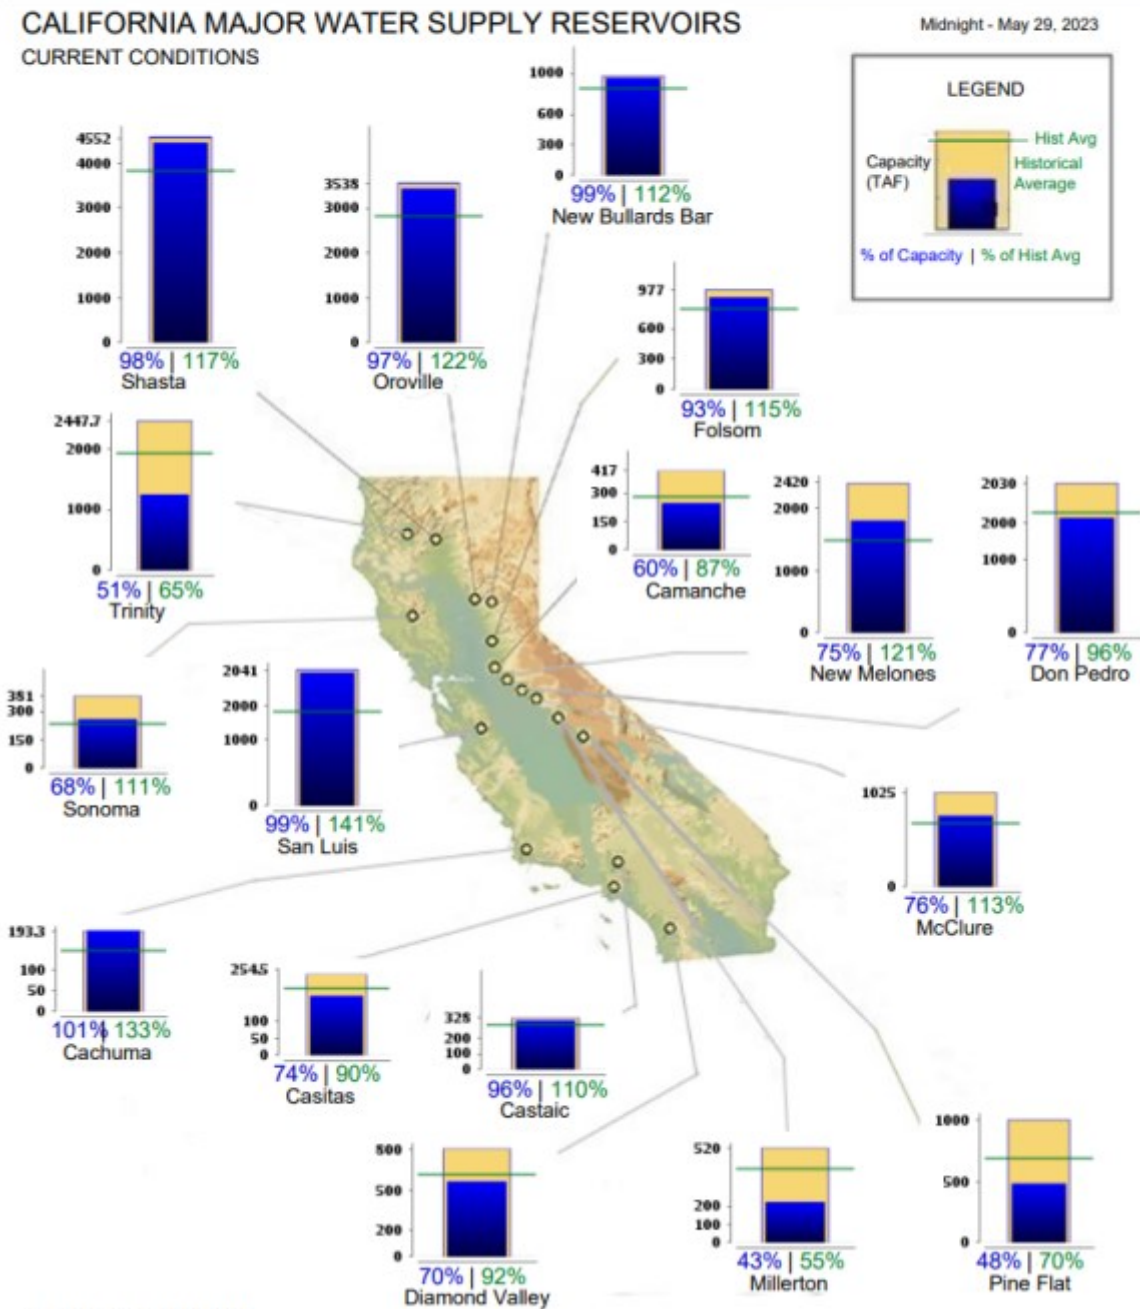 CALIFORNIA MAJOR WATER SUPPLY RESERVOIRS
Midnight - May 29, 2023
CURRENT CONDITIONS
LEGEND
Hist Avg
Capacity
(TAF)
Historical
Average
% of Capacity | % of Hist Avg
4552
4000
3000
2000
1000
0
98% | 117%
Shasta
3538
3000
2000
1000
0
97% | 122%
Oroville
1000
600
300
0
99% | 112%
New Bullards Bar
977
600
300
0
93% | 115%
Folsom
2447.7
2000
1000
0
51% | 65%
Trinity
417
300
150
0
60% | 87%
Camanche
2420
2000
1000
0
75% | 121%
New Melones
2030
2000
1000
0
77% | 96%
Don Pedro
381
300
150
0
68% | 111%
Sonoma
2041
2000
1000
0
99% | 141%
San Luis
1025
0
76% | 113%
McClure
193.3
100
50
0
101% | 133%
Cachuma
254.5
100
50
0
74% | 90%
Casitas
328
200
100
0
96% | 110%
Castaic
800
500
200
0
70% | 92%
Diamond Valley
520
200
100
0
43% | 55%
Millerton
1000
500
0
48% | 70%
Pine Flat